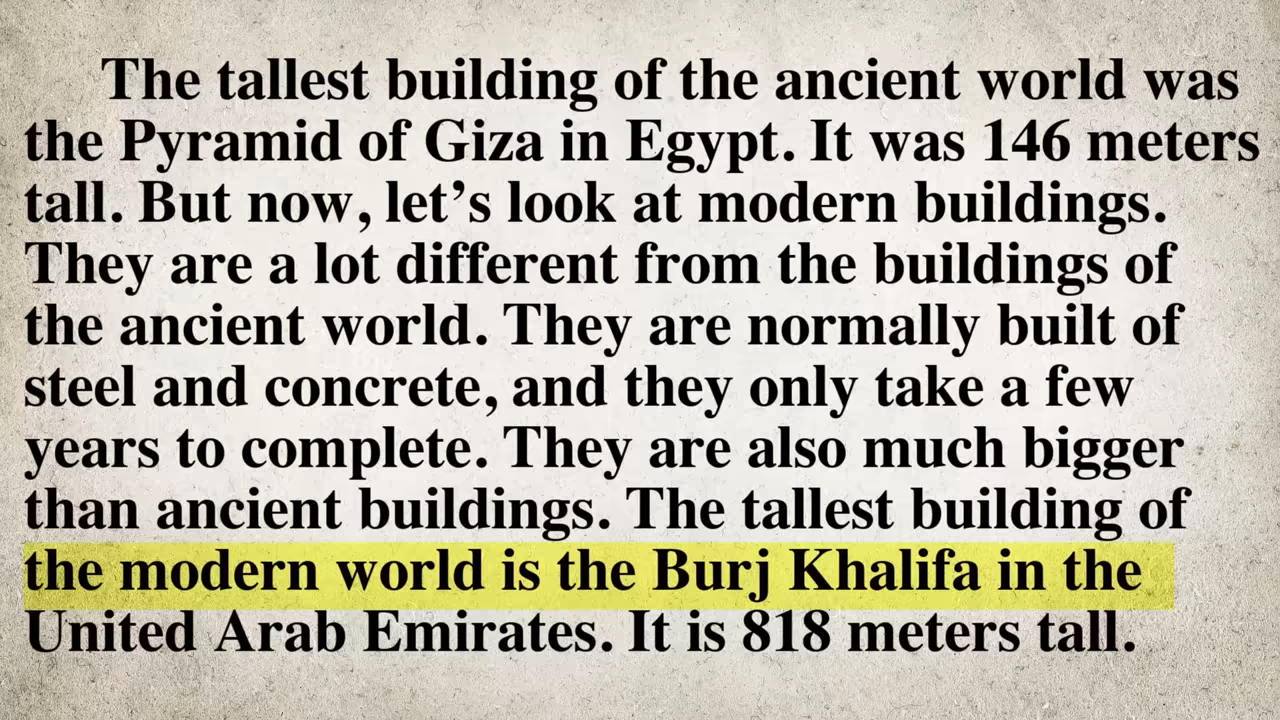 The tallest building of the ancient world was
the Pyramid of Giza in Egypt. It was 146 meters
tall. But now, let’s look at modern buildings.
They are a lot different from the buildings of
the ancient world. They are normally built of
steel and concrete, and they only take a few
years to complete. They are also much bigger
than ancient buildings. The tallest building of
the modern world is the Burj Khalifa in the
United Arab Emirates. It is 818 meters tall.